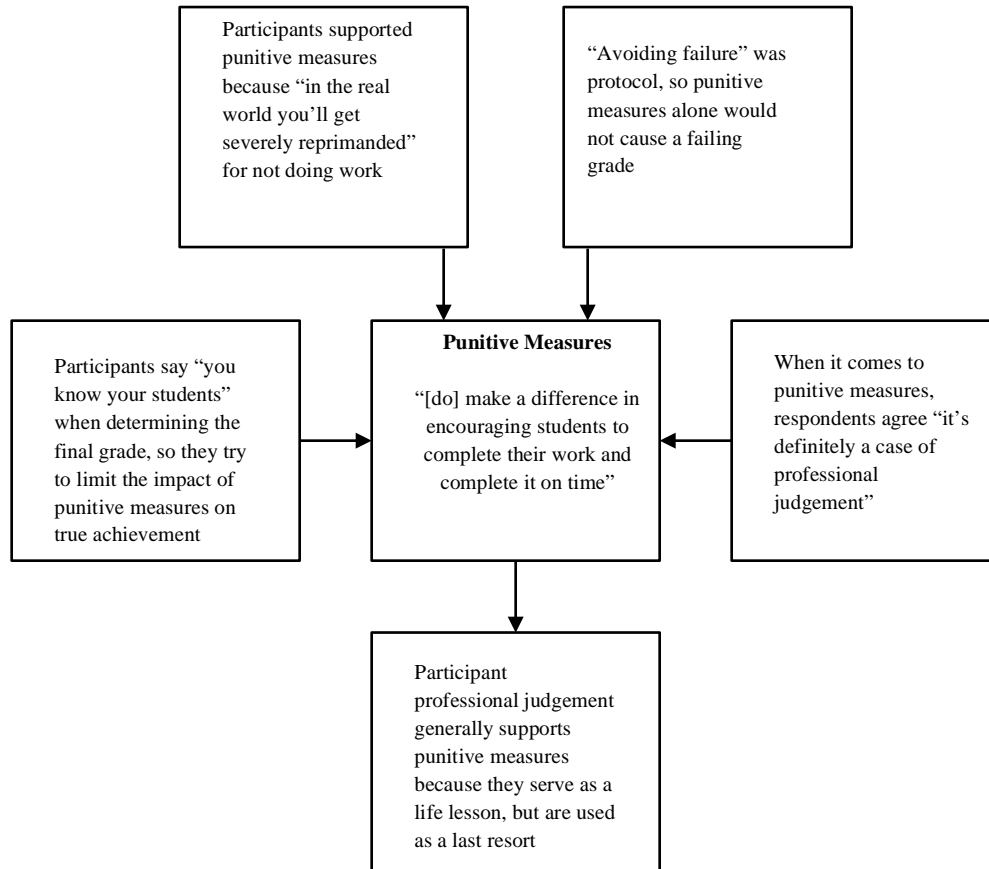 Participants supported
punitive measures
because “in the real
world you’ll get
severely reprimanded”
for not doing work
“Avoiding failure” was
protocol, so punitive
measures alone would
not cause a failing
grade
Participants say “you
know your students”
when determining the
final grade, so they try
to limit the impact of
punitive measures on
true achievement
Punitive Measures
“[do] make a difference in
encouraging students to
complete their work and
complete it on time”
When it comes to
punitive measures,
respondents agree “it’s
definitely a case of
professional
judgement”
Participant
professional judgement
generally supports
punitive measures
because they serve as a
life lesson, but are used
as a last resort